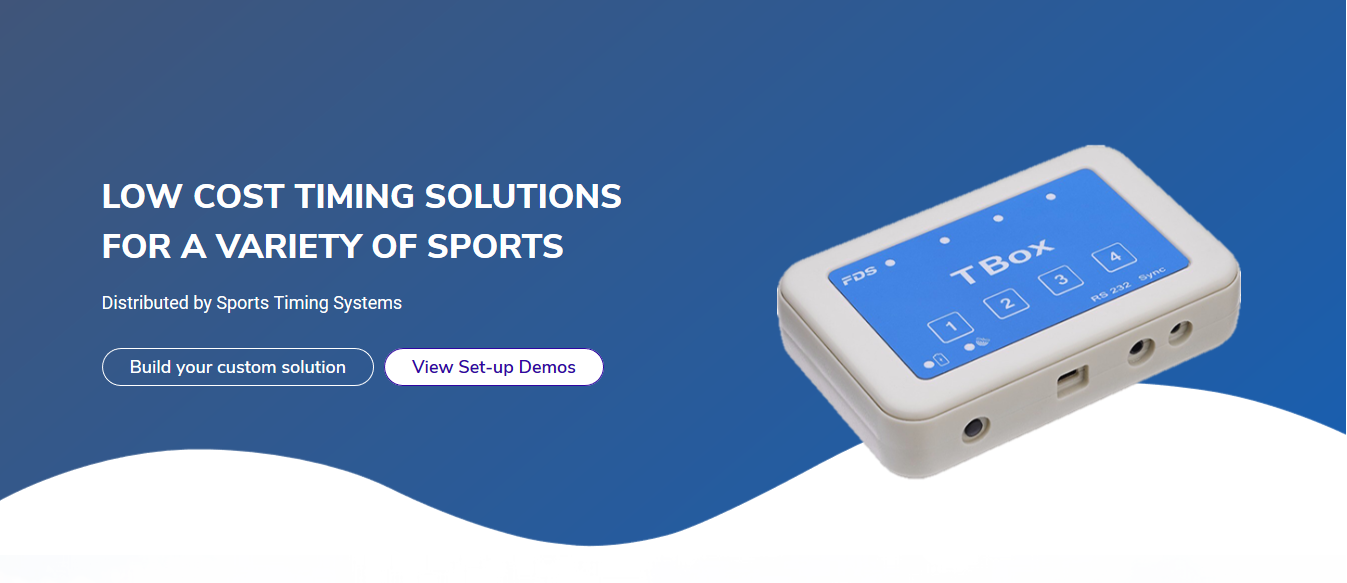 LOW COST TIMING SOLUTIONS
FOR A VARIETY OF SPORTS
Distributed by Sports Timing Systems
Build your custom solution
View Set-up Demos
FDS
TBox
1 2 3 4
RS 232 Sync